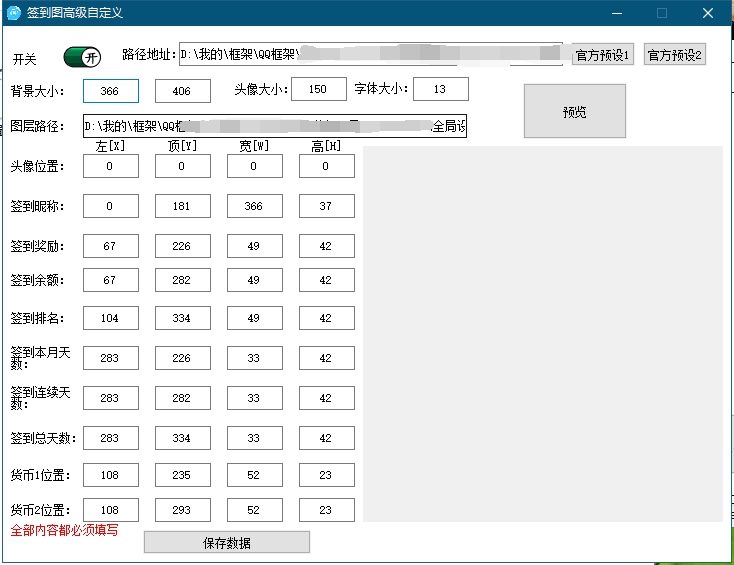 签到图高级自定义
开关 开 路径地址: D:\我的\框架\QQ框架\ 官方预设1 官方预设2
背景大小: 366 406 头像大小: 150 字体大小: 13
预览
图层路径: D:\我的\框架\QQ框 \全局设
左[X] 顶[Y] 宽[W] 高[H]
头像位置: 0 0 0 0
签到昵称: 0 181 366 37
签到奖励: 67 226 49 42
签到余额: 67 282 49 42
签到排名: 104 334 49 42
签到本月天
数: 283 226 33 42
签到连续天
数: 283 282 33 42
签到总天数: 283 334 33 42
货币1位置: 108 235 52 23
货币2位置: 108 293 52 23
全部内容都必须填写
保存数据